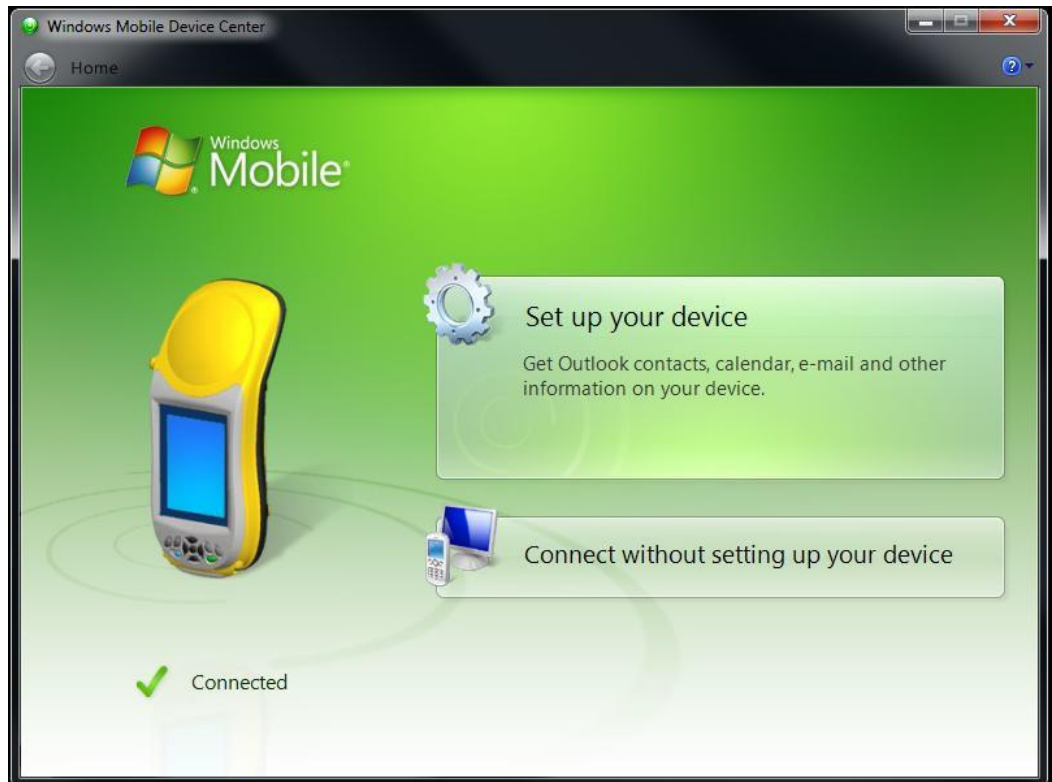 Windows Mobile Device Center
Home
Windows
Mobile®
Set up your device
Get Outlook contacts, calendar, e-mail and other
information on your device.
Connect without setting up your device
Connected